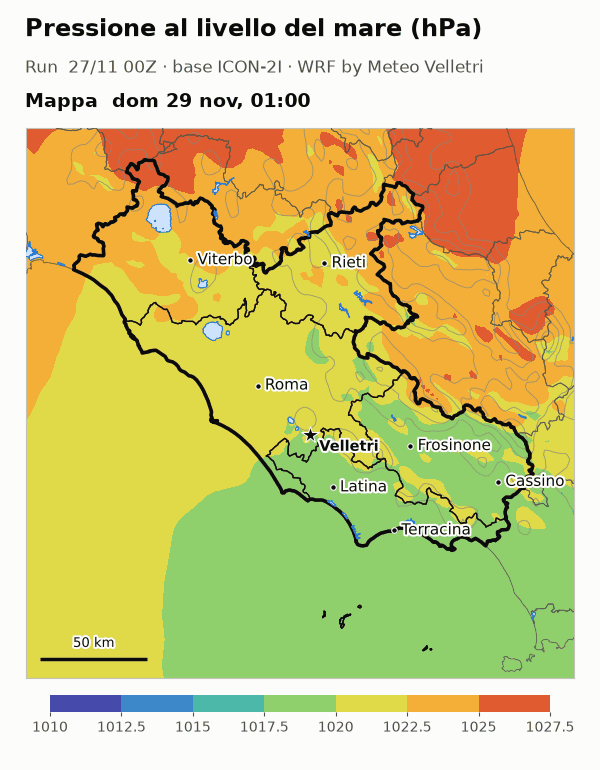 Pressione al livello del mare (hPa)
Run  27/11 00Z · base ICON-2I · WRF by Meteo Velletri
Mappa  dom 29 nov, 01:00
Viterbo
Rieti
Roma
Velletri
Frosinone
Cassino
Latina
Terracina
50 km
1010 1012.5 1015 1017.5 1020 1022.5 1025 1027.5